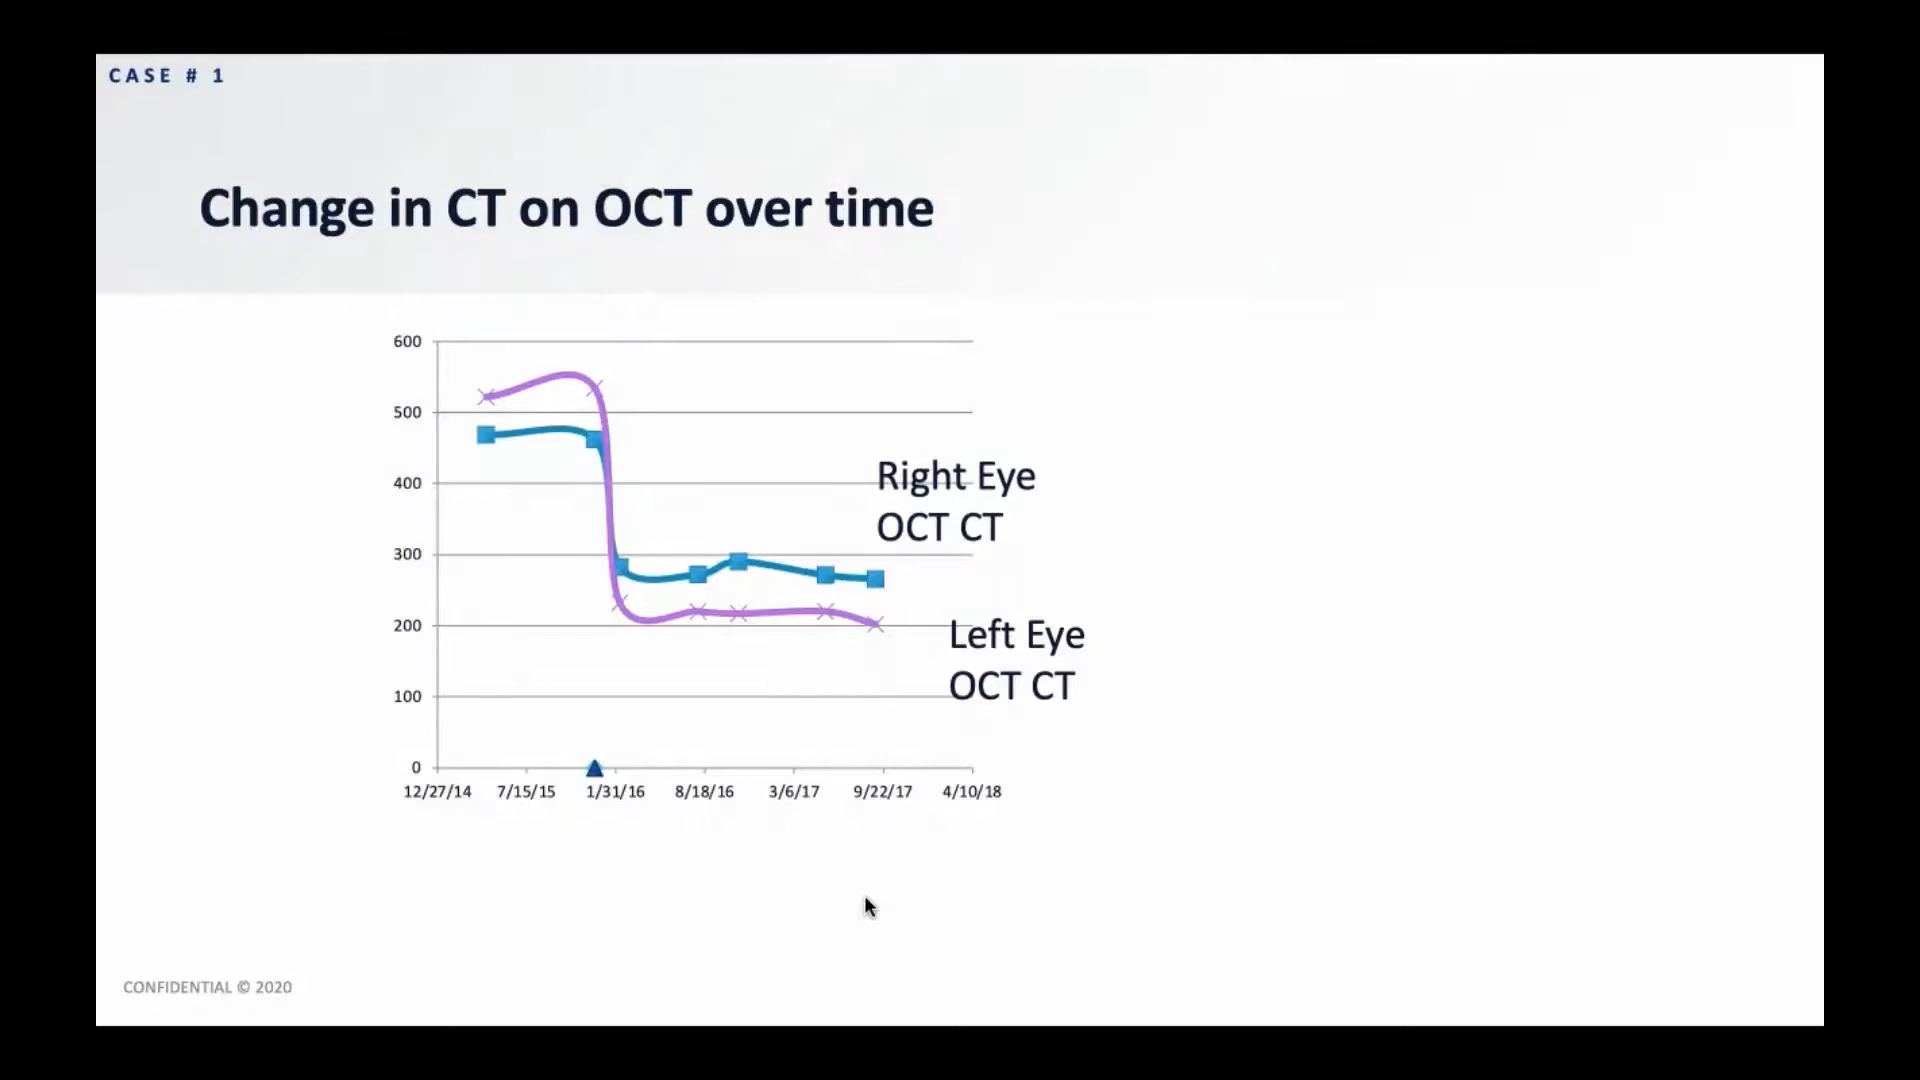 CASE # 1
Change in CT on OCT over time
600
500
400
300
200
100
0
Right Eye
OCT CT
Left Eye
OCT CT
12/27/14 7/15/15 1/31/16 8/18/16 3/6/17 9/22/17 4/10/18
CONFIDENTIAL © 2020